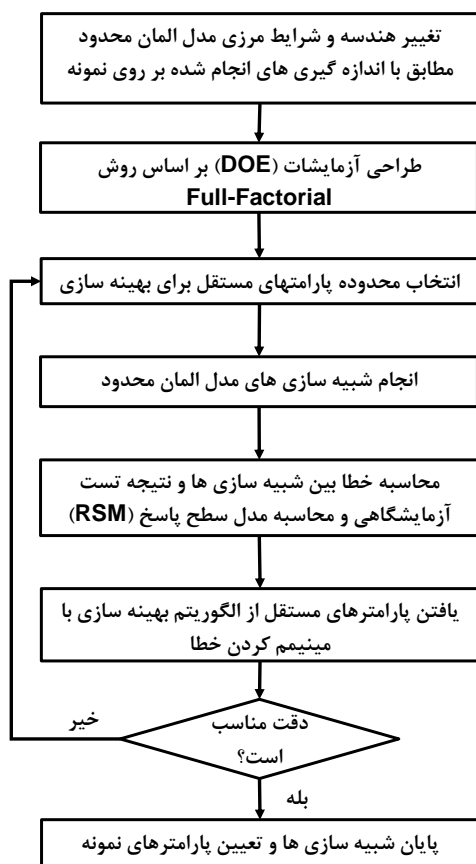 تغییر هندسه و شرایط مرزی مدل المان محدود
مطابق با اندازه گیری های انجام شده بر روی نمونه
طراحی آزمایشات (DOE) بر اساس روش
Full-Factorial
انتخاب محدوده پارامتهای مستقل برای بهینه سازی
انجام شبیه سازی های مدل المان محدود
محاسبه خطا بین شبیه سازی ها و نتیجه تست
آزمایشگاهی و محاسبه مدل سطح پاسخ (RSM)
یافتن پارامترهای مستقل از الگوریتم بهینه سازی با
مینیمم کردن خطا
دقت مناسب
است؟
خیر
بله
پایان شبیه سازی ها و تعیین پارامترهای نمونه